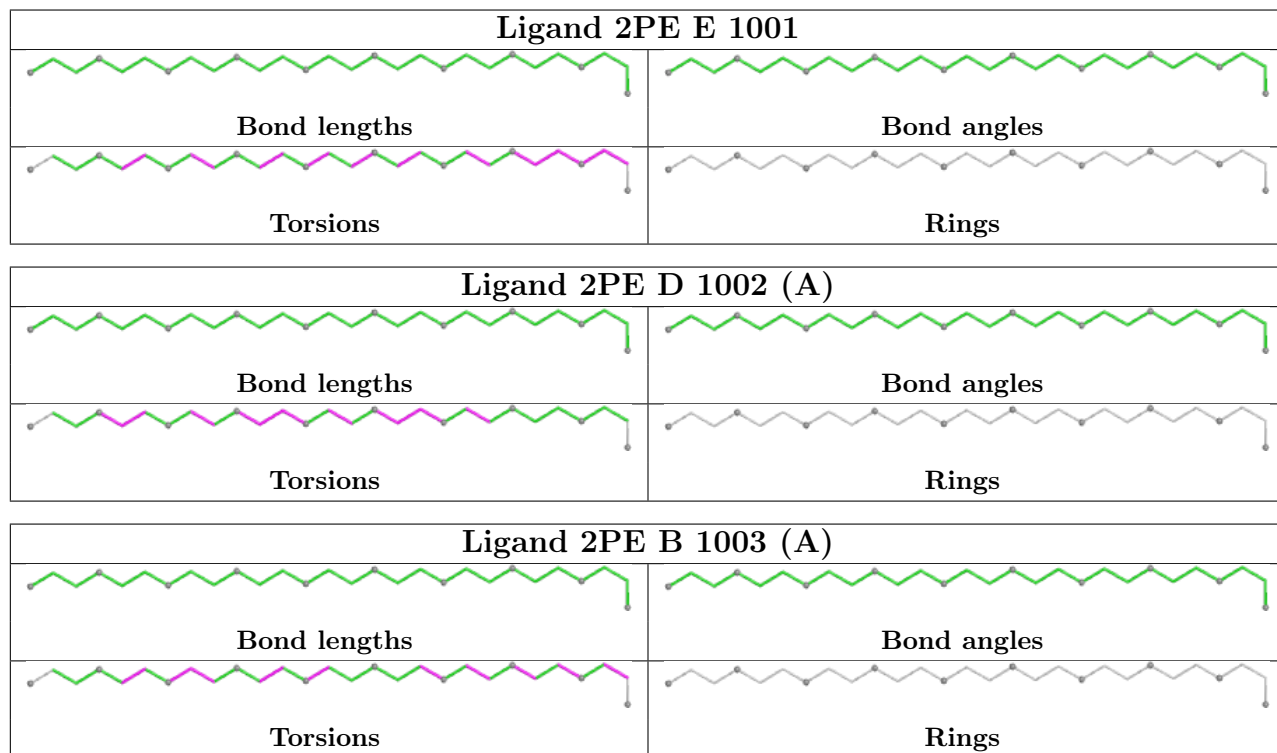 Ligand 2PE E 1001
Bond lengths Bond angles
Torsions Rings
Ligand 2PE D 1002 (A)
Bond lengths Bond angles
Torsions Rings
Ligand 2PE B 1003 (A)
Bond lengths Bond angles
Torsions Rings